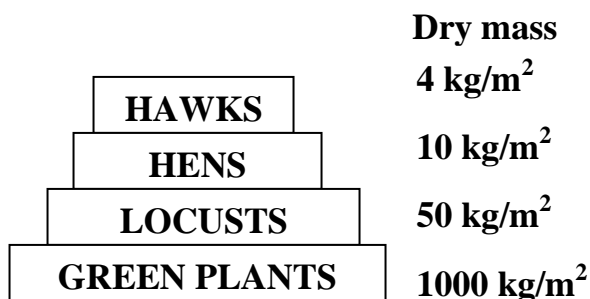 Dry mass
HAWKS 4 kg/m²
HENS 10 kg/m²
LOCUSTS 50 kg/m²
GREEN PLANTS 1000 kg/m²